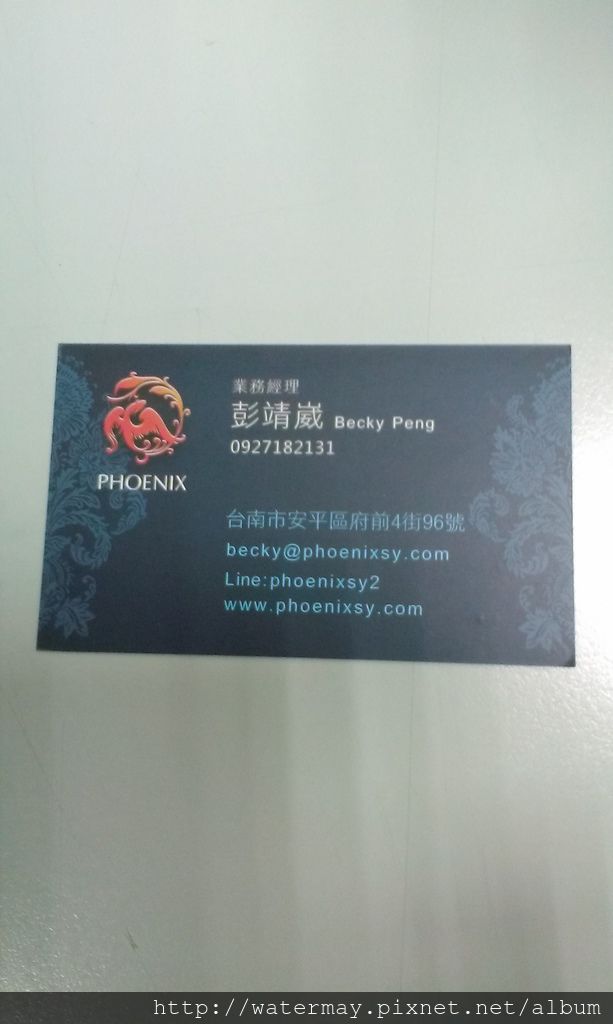 PHOENIX
業務經理
彭靖崴 Becky Peng
0927182131
台南市安平區府前4街96號
becky@phoenixsy.com
Line:phoenixsy2
www.phoenixsy.com
http://watermay.pixnet.net/album